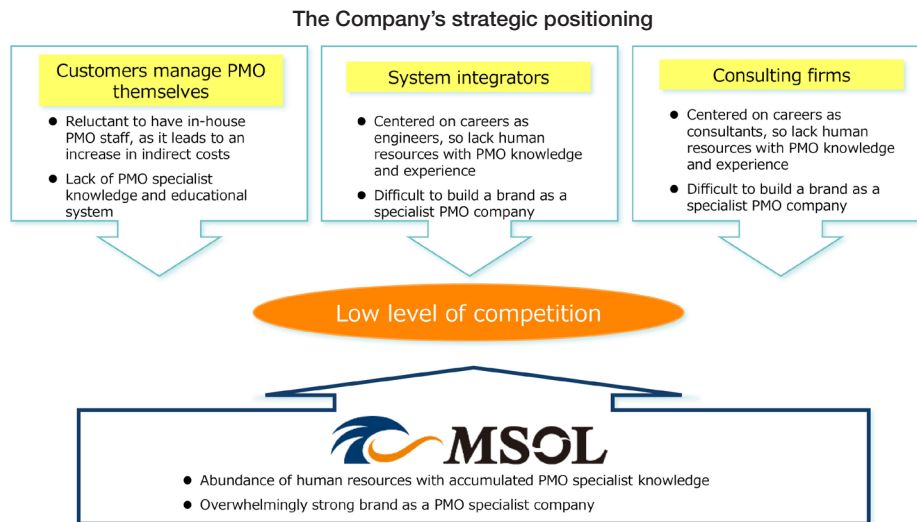 The Company’s strategic positioning
Customers manage PMO
themselves
● Reluctant to have in-house
PMO staff, as it leads to an
increase in indirect costs
● Lack of PMO specialist
knowledge and educational
system
System integrators
● Centered on careers as
engineers, so lack human
resources with PMO knowledge
and experience
● Difficult to build a brand as a
specialist PMO company
Consulting firms
● Centered on careers as
consultants, so lack human
resources with PMO knowledge
and experience
● Difficult to build a brand as a
specialist PMO company
Low level of competition
MSOL
● Abundance of human resources with accumulated PMO specialist knowledge
● Overwhelmingly strong brand as a PMO specialist company